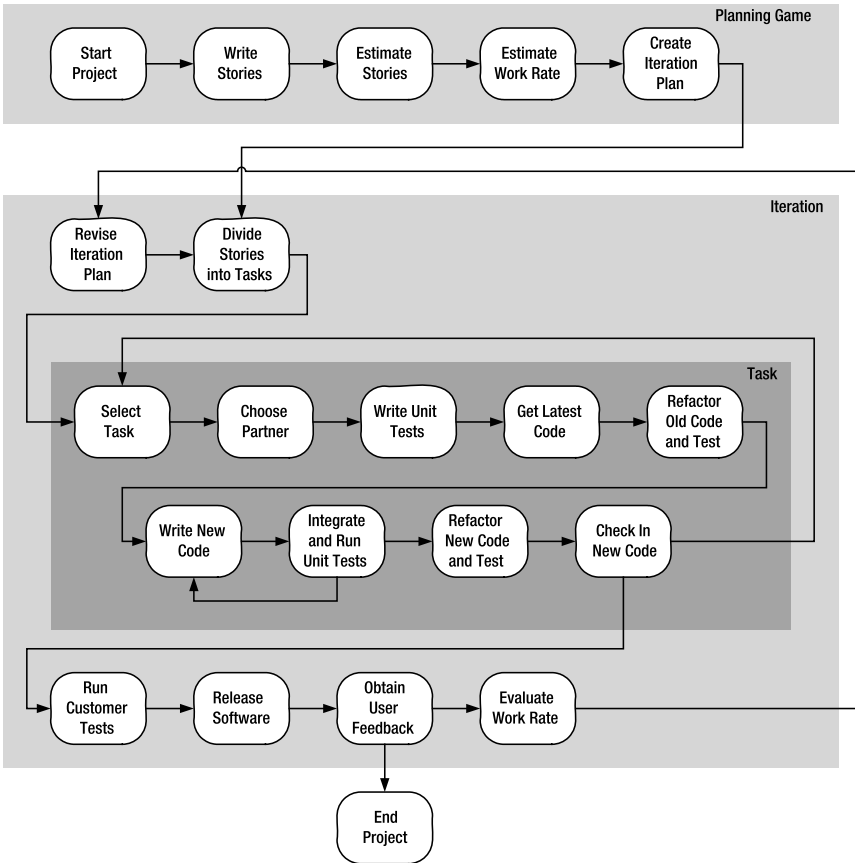 Planning Game
Start
Project
Write
Stories
Estimate
Stories
Estimate
Work Rate
Create
Iteration
Plan
Iteration
Revise
Iteration
Plan
Divide
Stories
into Tasks
Task
Select
Task
Choose
Partner
Write Unit
Tests
Get Latest
Code
Refactor
Old Code
and Test
Write New
Code
Integrate
and Run
Unit Tests
Refactor
New Code
and Test
Check In
New Code
Run
Customer
Tests
Release
Software
Obtain
User
Feedback
Evaluate
Work Rate
End
Project